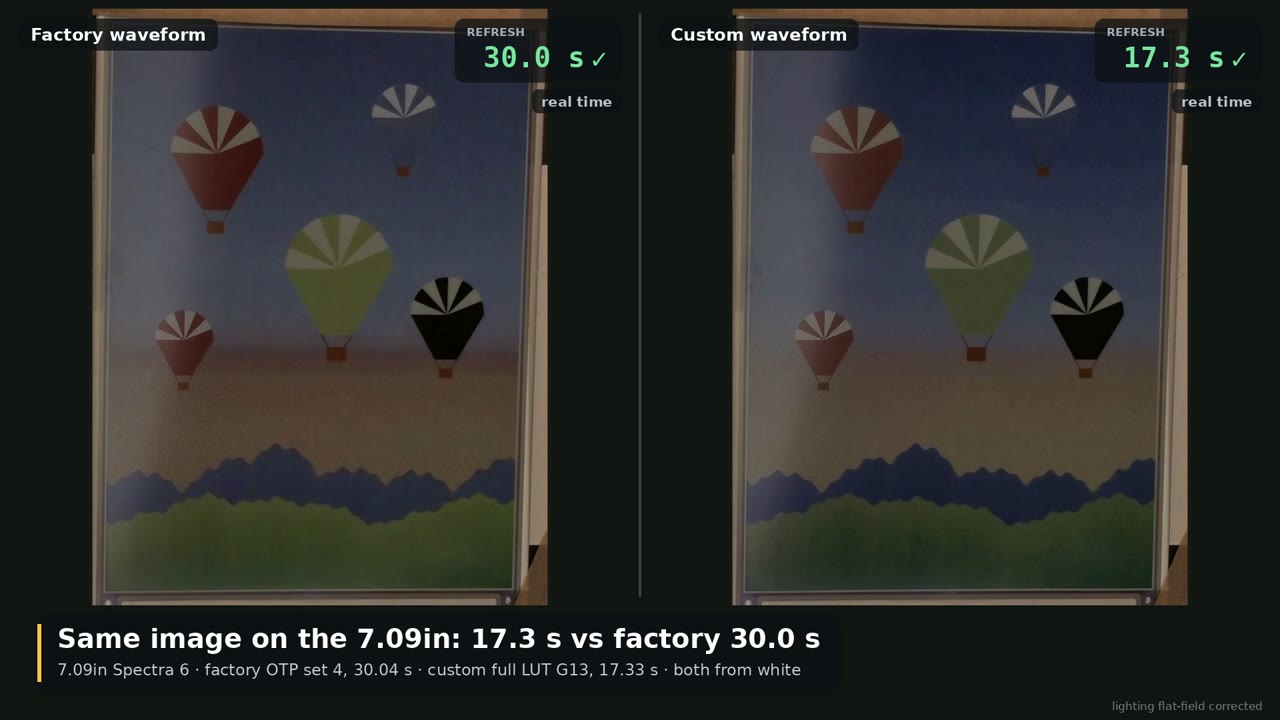 Factory waveform
REFRESH
30.0 s ✓
real time
Custom waveform
REFRESH
17.3 s ✓
real time
Same image on the 7.09in: 17.3 s vs factory 30.0 s
7.09in Spectra 6 · factory OTP set 4, 30.04 s · custom full LUT G13, 17.33 s · both from white
lighting flat-field corrected